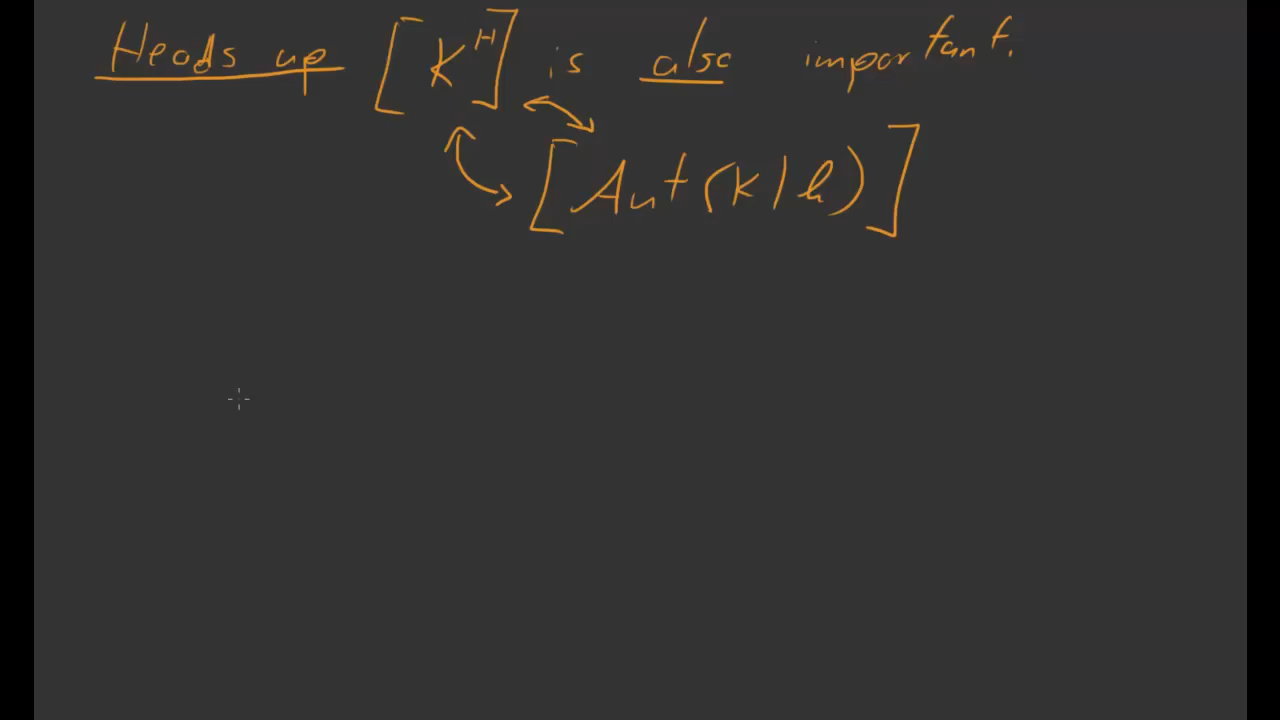 Heads up [K^H] is also important.
[Aut(K/k)]